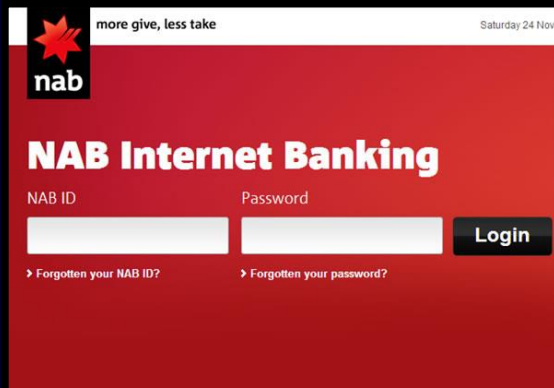 more give, less take
Saturday 24 Nov
nab
NAB Internet Banking
NAB ID
Password
Login
Forgotten your NAB ID?
Forgotten your password?